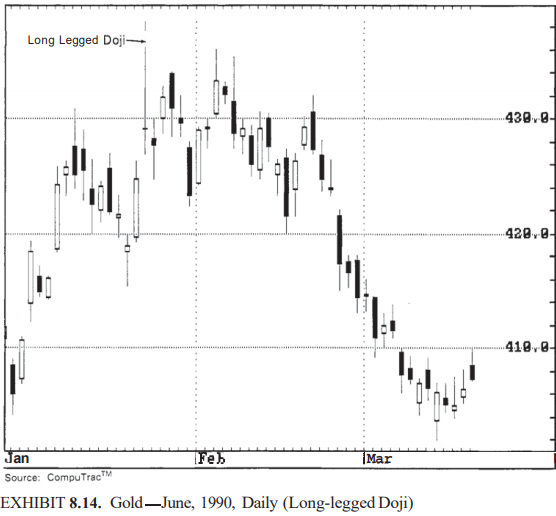 Long Legged Doji
430.0
420.0
410.0
Jan Feb Mar
Source: CompuTrac™
EXHIBIT 8.14. Gold—June, 1990, Daily (Long-legged Doji)